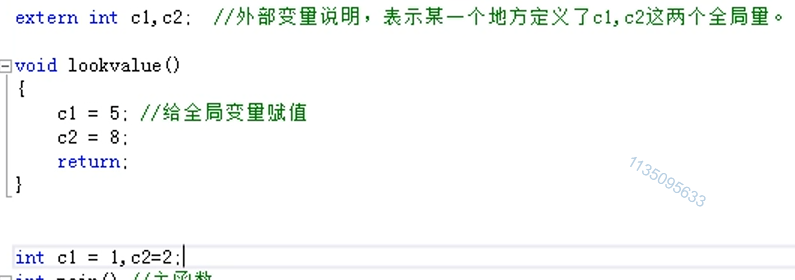 extern int c1,c2;  //外部变量说明，表示某一个地方定义了c1,c2这两个全局量。
void lookvalue()
{
c1 = 5; //给全局变量赋值
c2 = 8;
return;
}
1135095633
int c1 = 1,c2=2;
int main() //主函数